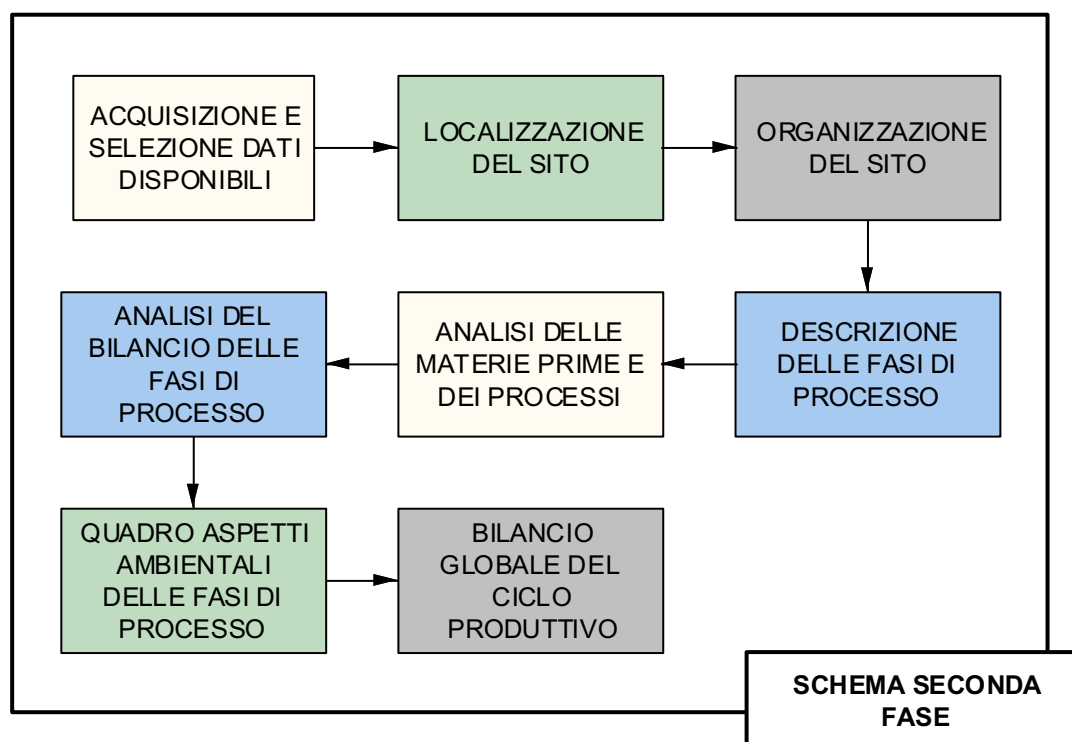 ACQUISIZIONE E
SELEZIONE DATI
DISPONIBILI
LOCALIZZAZIONE
DEL SITO
ORGANIZZAZIONE
DEL SITO
DESCRIZIONE
DELLE FASI DI
PROCESSO
ANALISI DELLE
MATERIE PRIME E
DEI PROCESSI
ANALISI DEL
BILANCIO DELLE
FASI DI
PROCESSO
QUADRO ASPETTI
AMBIENTALI
DELLE FASI DI
PROCESSO
BILANCIO
GLOBALE DEL
CICLO
PRODUTTIVO
SCHEMA SECONDA
FASE